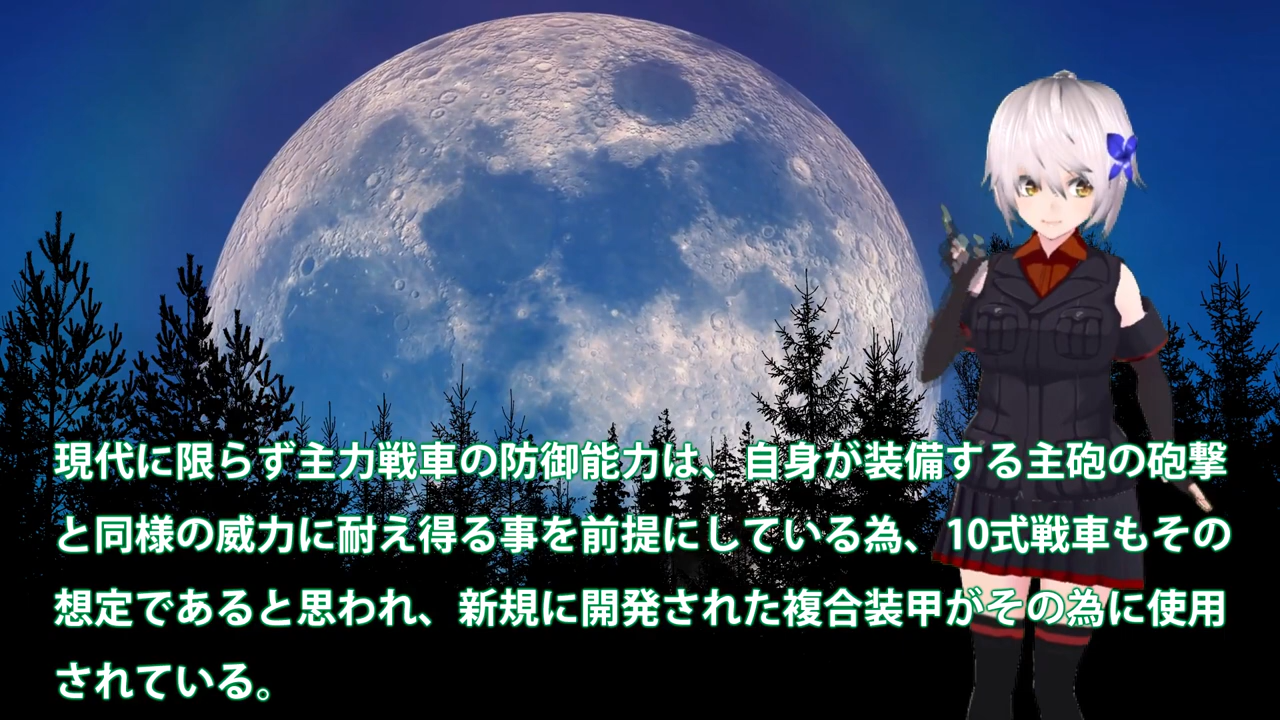 現代に限らず主力戦車の防御能力は、自身が装備する主砲の砲撃
と同様の威力に耐え得る事を前提にしている為、10式戦車もその
想定であると思われ、新規に開発された複合装甲がその為に使用
されている。